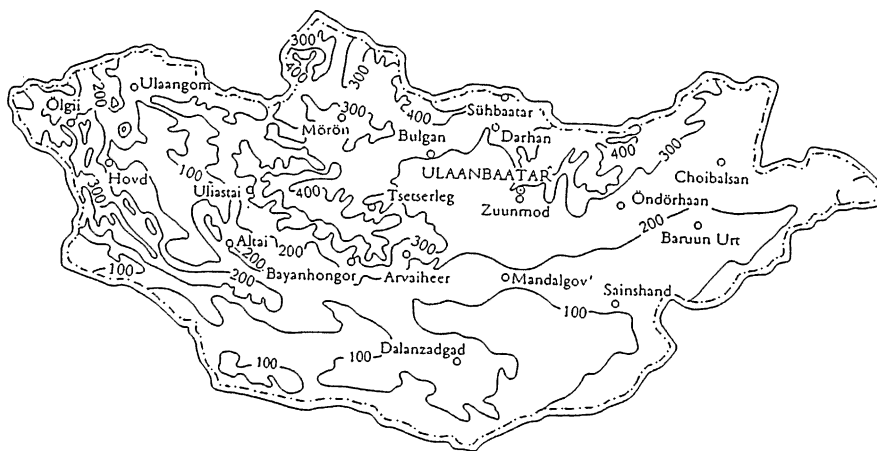 300
300
400
200
Ulaangom
Ölgii
300
400
Sühbaatar
Mörön
Darhan
Bulgan
400
300
ULAANBAATAR
Hovd
100
Choibalsan
Uliastai
400
Tsetserleg
Zuunmod
Öndörhaan
300
200
Baruun Urt
Altai
200
300
200
100
200
Bayanhongor
Arvaiheer
Mandalgov'
Sainshand
100
Dalanzadgad
100
100